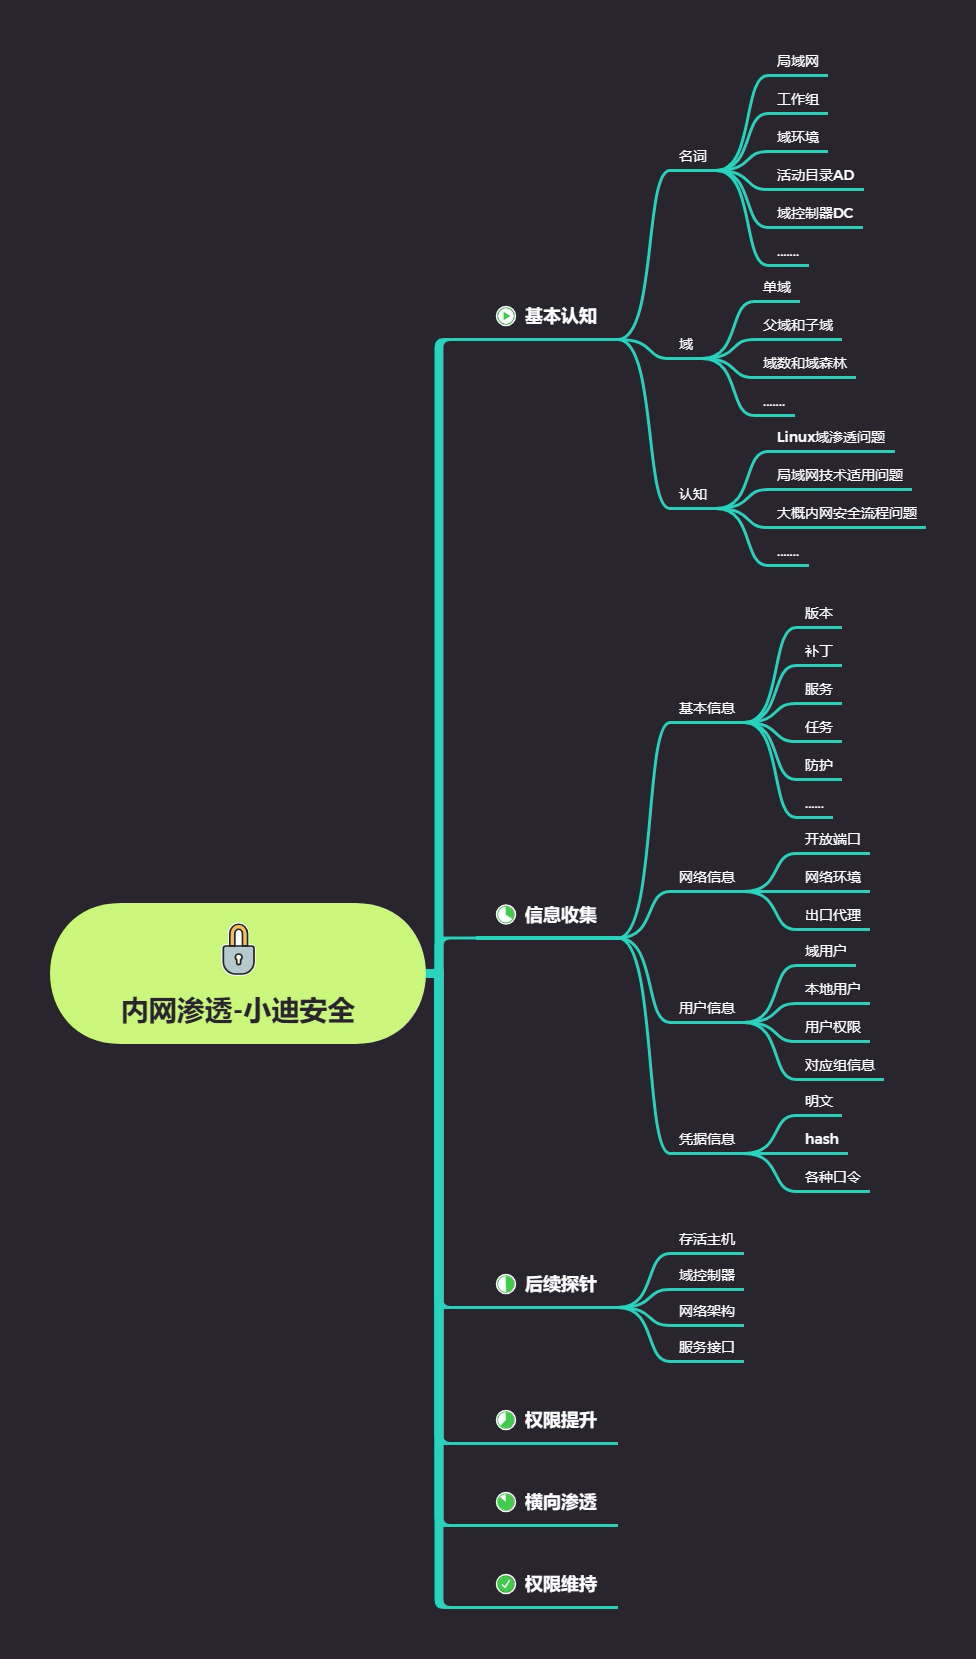 内网渗透-小迪安全
基本认知
名词
局域网
工作组
域环境
活动目录AD
域控制器DC
.......
域
单域
父域和子域
域数和域森林
.......
认知
Linux域渗透问题
局域网技术适用问题
大概内网安全流程问题
.......
信息收集
基本信息
版本
补丁
服务
任务
防护
......
网络信息
开放端口
网络环境
出口代理
用户信息
域用户
本地用户
用户权限
对应组信息
凭据信息
明文
hash
各种口令
后续探针
存活主机
域控制器
网络架构
服务接口
权限提升
横向渗透
权限维持